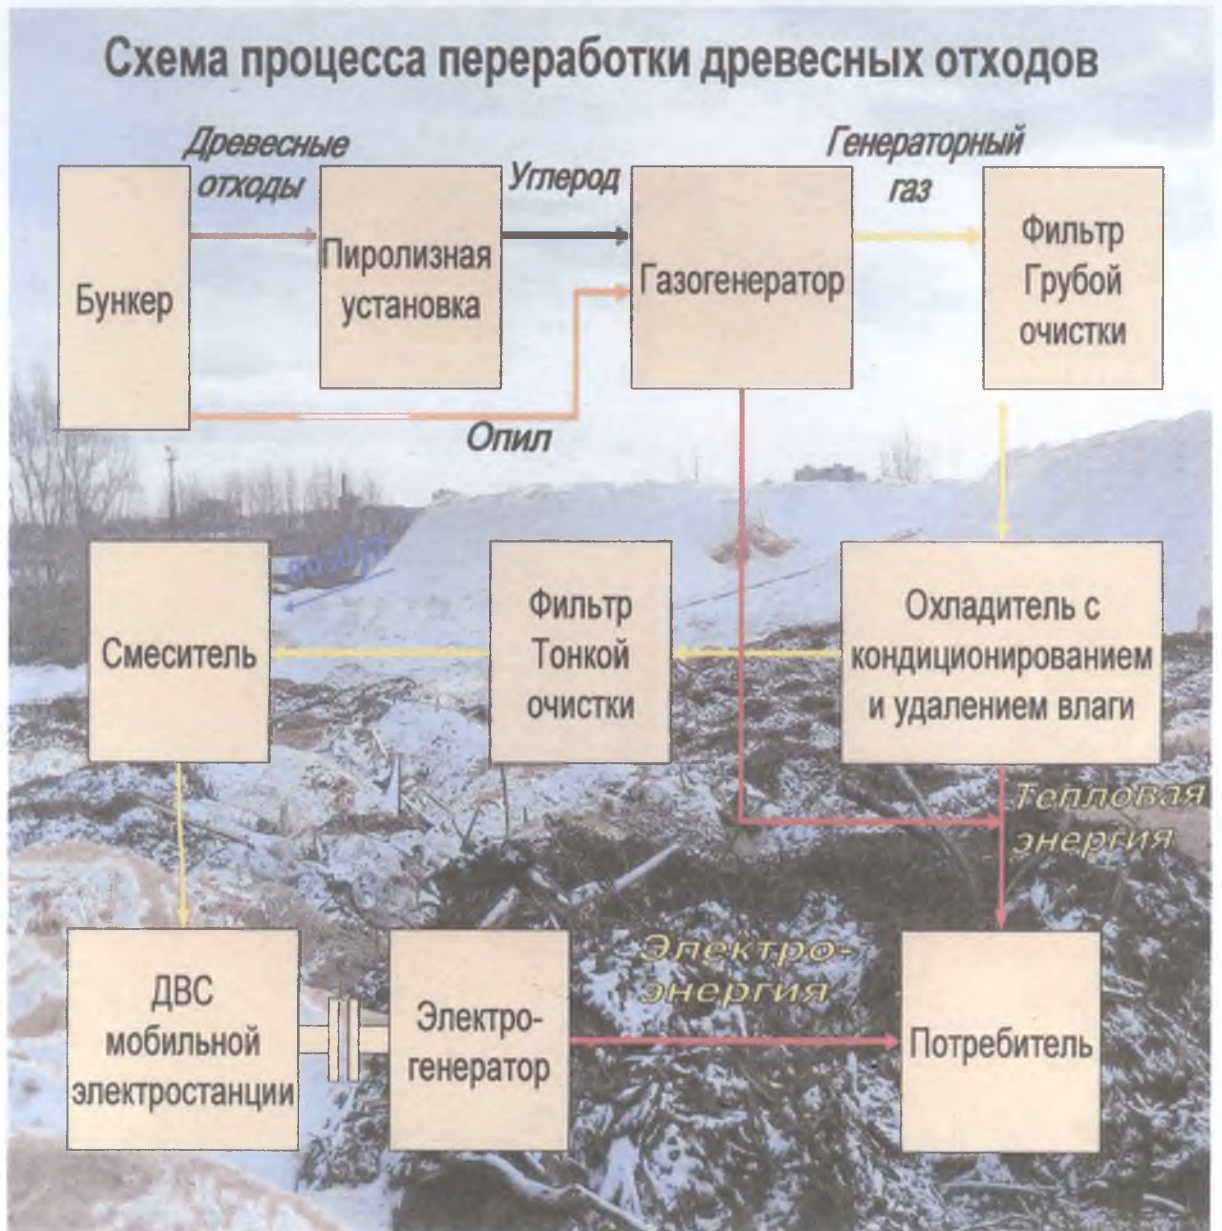 Схема процесса переработки древесных отходов
Древесные
отходы
Углерод
Генераторный
газ
Бункер
Пиролизная
установка
Газогенератор
Фильтр
Грубой
очистки
Опил
воздух
Смеситель
Фильтр
Тонкой
очистки
Охладитель с
кондиционированием
и удалением влаги
Тепловая
энергия
ДВС
мобильной
электростанции
Электро-
генератор
Электро-
энергия
Потребитель